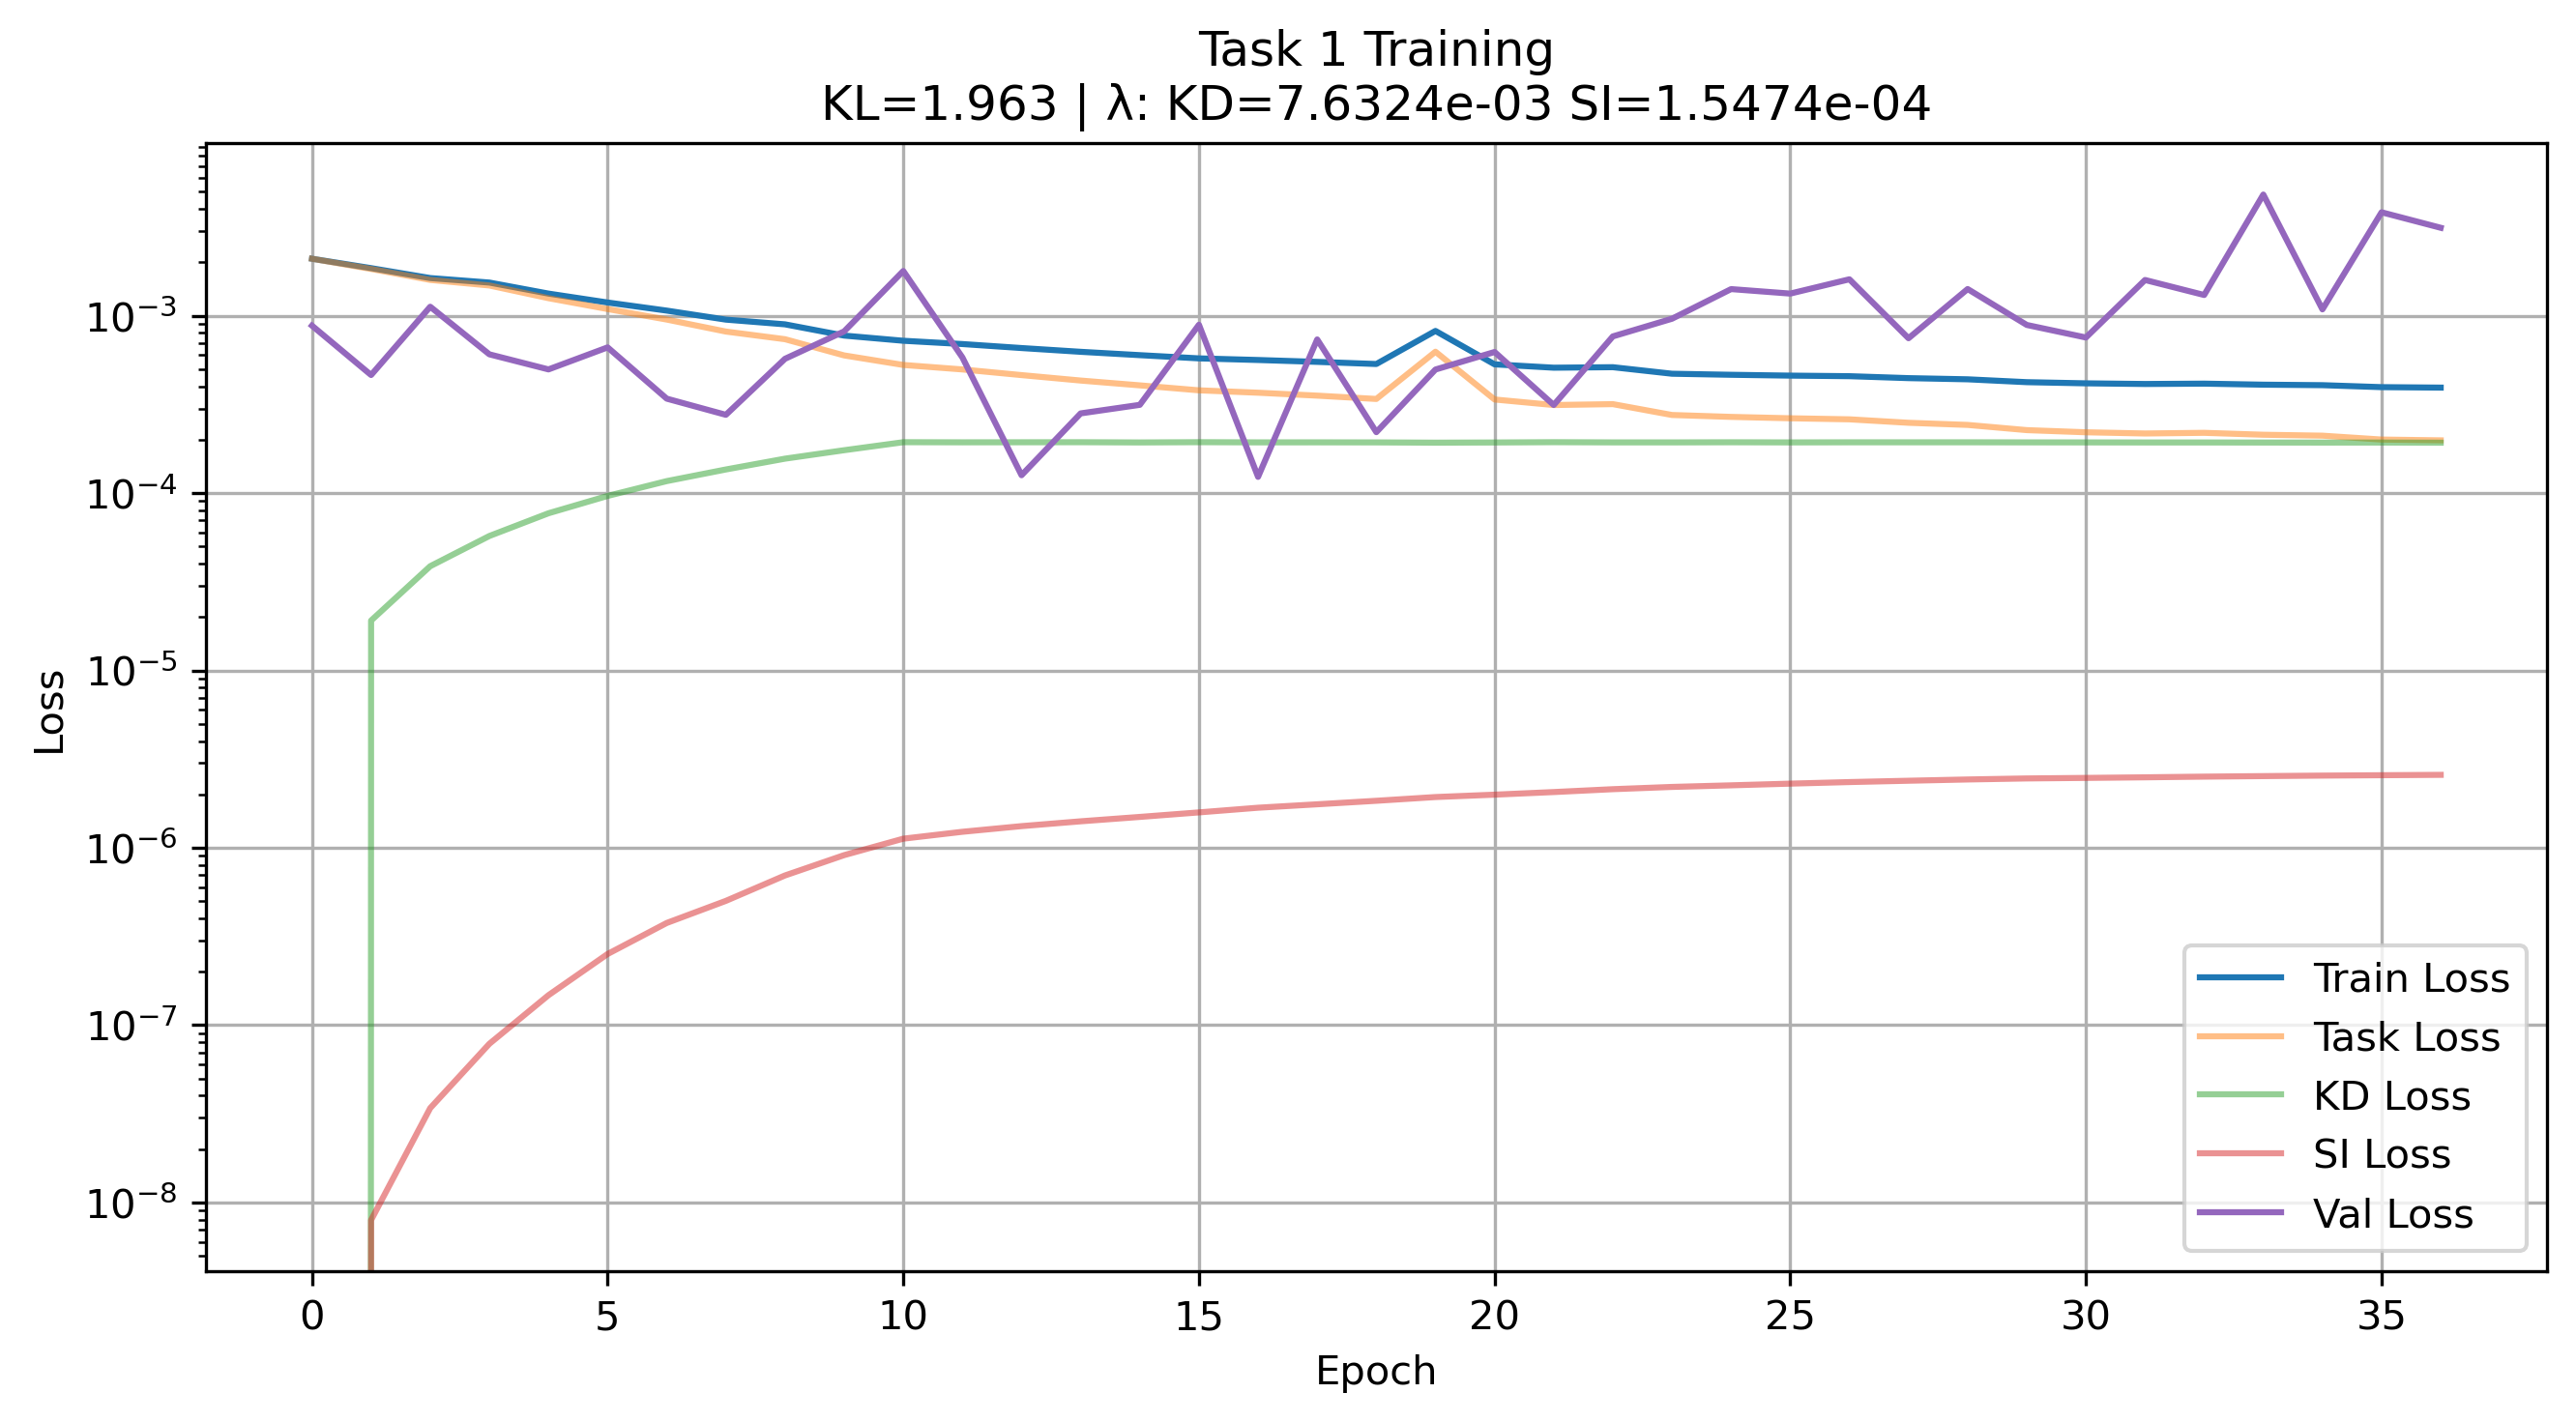 Task 1 Training
KL=1.963 | λ: KD=7.6324e-03 SI=1.5474e-04
Loss
10⁻³
10⁻⁴
10⁻⁵
10⁻⁶
10⁻⁷
10⁻⁸
Train Loss
Task Loss
KD Loss
SI Loss
Val Loss
0 5 10 15 20 25 30 35
Epoch